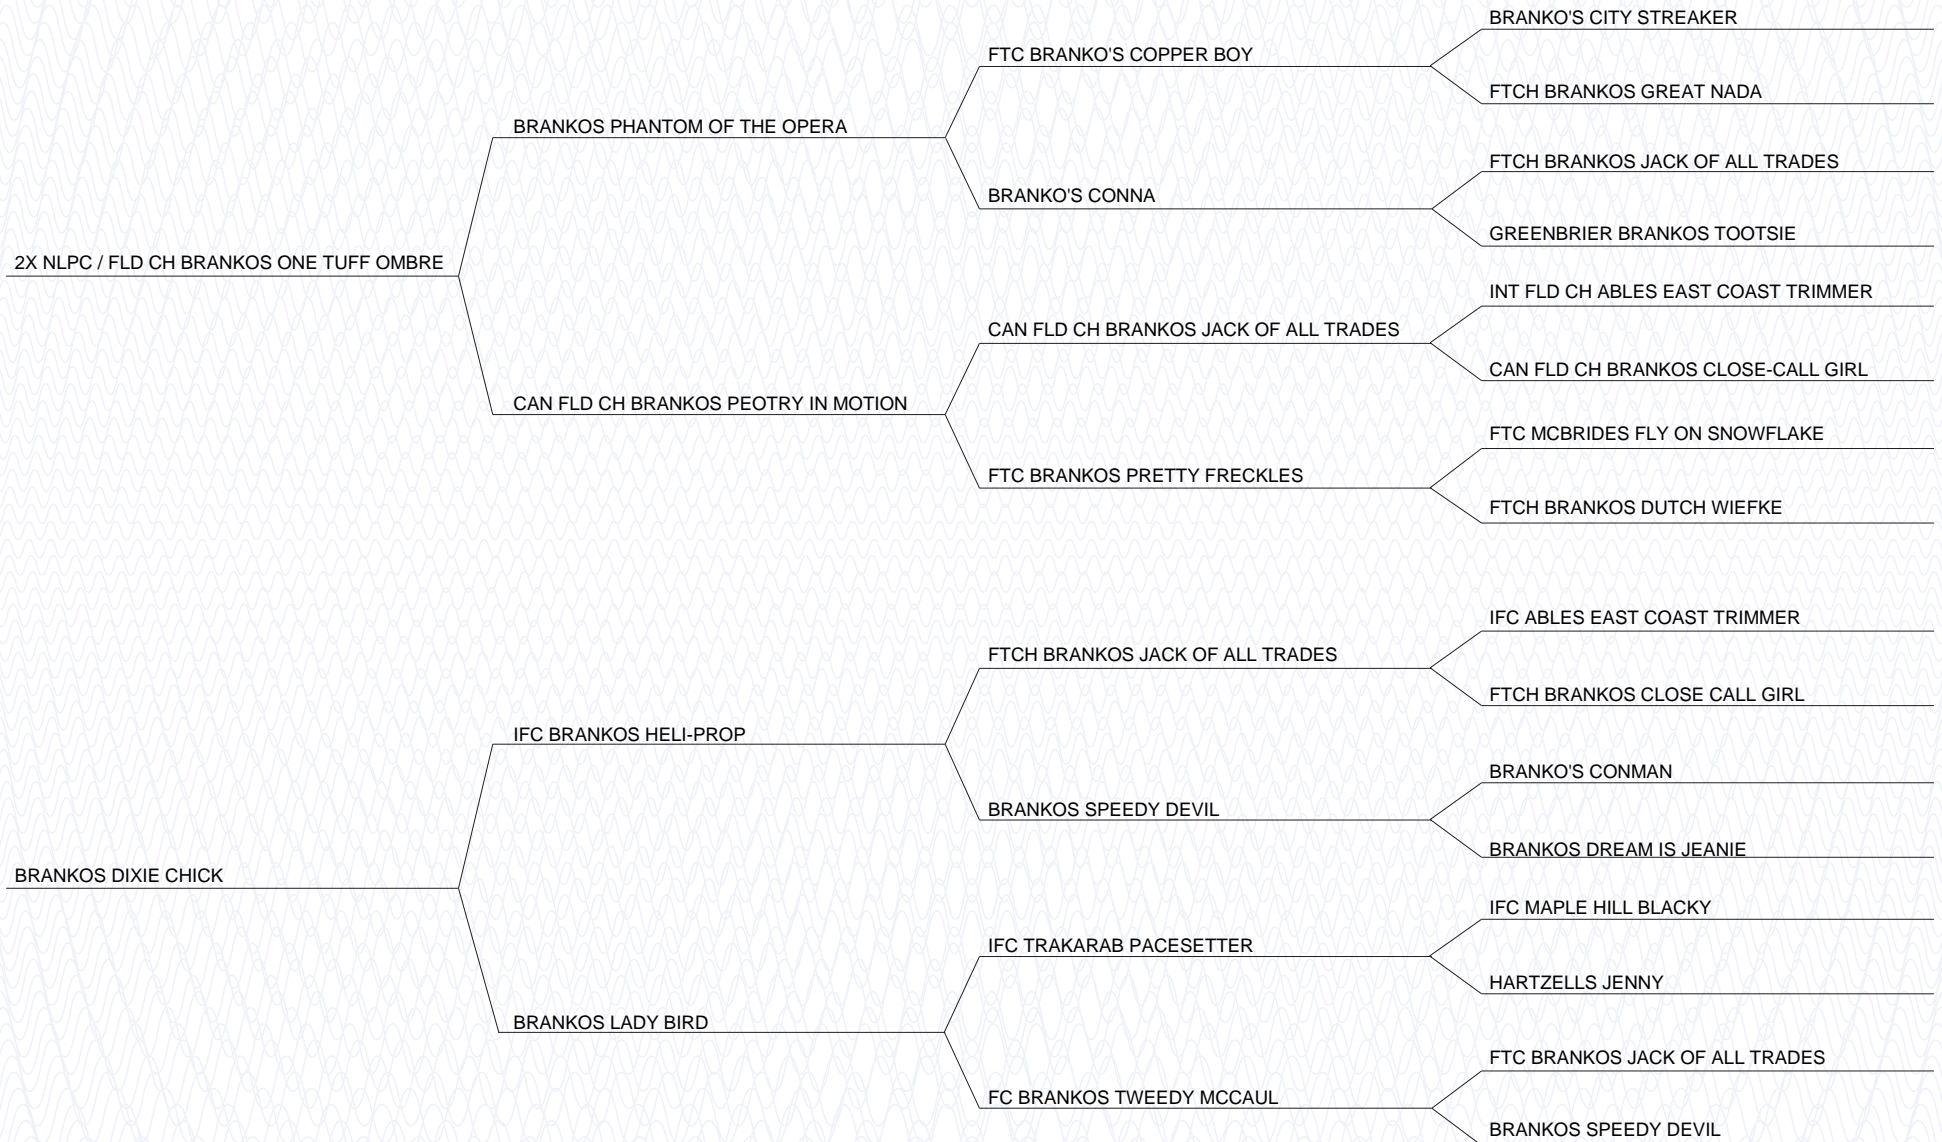 BRANKO'S CITY STREAKER
FTC BRANKO'S COPPER BOY
FTCH BRANKOS GREAT NADA
BRANKOS PHANTOM OF THE OPERA
FTCH BRANKOS JACK OF ALL TRADES
BRANKO'S CONNA
GREENBRIER BRANKOS TOOTSIE
2X NLPC / FLD CH BRANKOS ONE TUFF OMBRE
INT FLD CH ABLES EAST COAST TRIMMER
CAN FLD CH BRANKOS JACK OF ALL TRADES
CAN FLD CH BRANKOS CLOSE-CALL GIRL
CAN FLD CH BRANKOS PEOTRY IN MOTION
FTC MCBRIDES FLY ON SNOWFLAKE
FTC BRANKOS PRETTY FRECKLES
FTCH BRANKOS DUTCH WIEFKE
IFC ABLES EAST COAST TRIMMER
FTCH BRANKOS JACK OF ALL TRADES
FTCH BRANKOS CLOSE CALL GIRL
IFC BRANKOS HELI-PROP
BRANKO'S CONMAN
BRANKOS SPEEDY DEVIL
BRANKOS DREAM IS JEANIE
BRANKOS DIXIE CHICK
IFC MAPLE HILL BLACKY
IFC TRAKARAB PACESETTER
HARTZELLS JENNY
BRANKOS LADY BIRD
FTC BRANKOS JACK OF ALL TRADES
FC BRANKOS TWEEDY MCCAUL
BRANKOS SPEEDY DEVIL